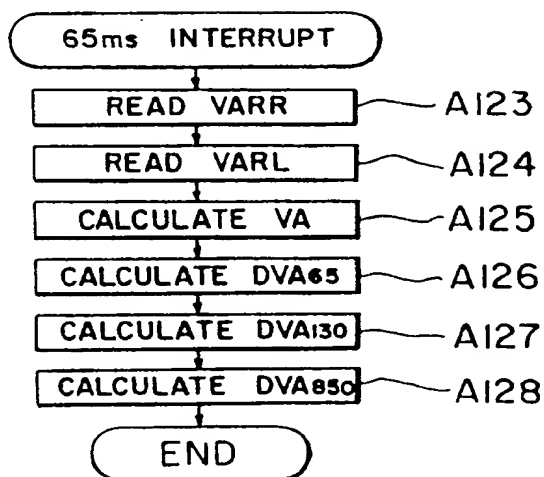 65ms INTERRUPT
READ VARR A123
READ VARL A124
CALCULATE VA A125
CALCULATE DVA65 A126
CALCULATE DVA130 A127
CALCULATE DVA850 A128
END